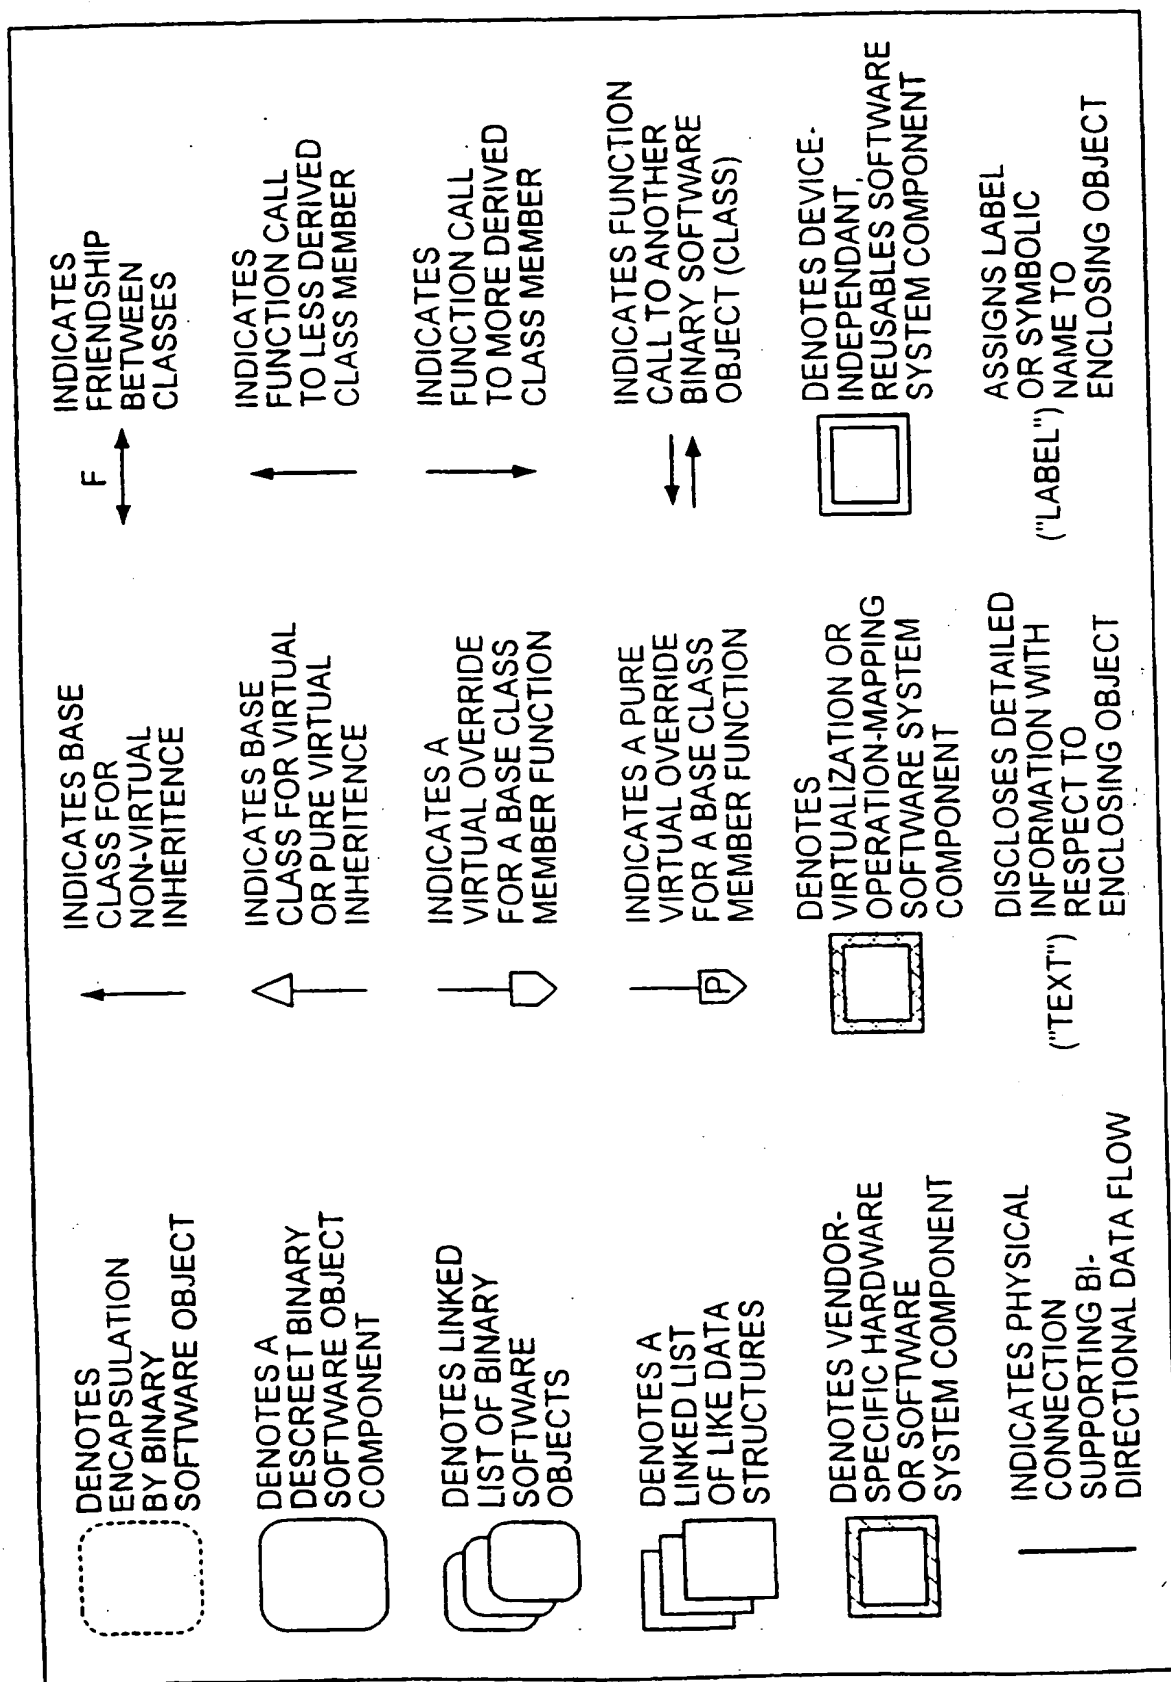 DENOTES
ENCAPSULATION
BY BINARY
SOFTWARE OBJECT
DENOTES A
DESCREET BINARY
SOFTWARE OBJECT
COMPONENT
DENOTES LINKED
LIST OF BINARY
SOFTWARE
OBJECTS
DENOTES A
LINKED LIST
OF LIKE DATA
STRUCTURES
DENOTES VENDOR-
SPECIFIC HARDWARE
OR SOFTWARE
SYSTEM COMPONENT
INDICATES PHYSICAL
CONNECTION
SUPPORTING BI-
DIRECTIONAL DATA FLOW
INDICATES BASE
CLASS FOR
NON-VIRTUAL
INHERITENCE
INDICATES BASE
CLASS FOR VIRTUAL
OR PURE VIRTUAL
INHERITENCE
INDICATES A
VIRTUAL OVERRIDE
FOR A BASE CLASS
MEMBER FUNCTION
P
INDICATES A PURE
VIRTUAL OVERRIDE
FOR A BASE CLASS
MEMBER FUNCTION
DENOTES
VIRTUALIZATION OR
OPERATION-MAPPING
SOFTWARE SYSTEM
COMPONENT
("TEXT")
DISCLOSES DETAILED
INFORMATION WITH
RESPECT TO
ENCLOSING OBJECT
F
INDICATES
FRIENDSHIP
BETWEEN
CLASSES
INDICATES
FUNCTION CALL
TO LESS DERIVED
CLASS MEMBER
INDICATES
FUNCTION CALL
TO MORE DERIVED
CLASS MEMBER
INDICATES FUNCTION
CALL TO ANOTHER
BINARY SOFTWARE
OBJECT (CLASS)
DENOTES DEVICE-
INDEPENDANT,
REUSABLES SOFTWARE
SYSTEM COMPONENT
("LABEL")
ASSIGNS LABEL
OR SYMBOLIC
NAME TO
ENCLOSING OBJECT